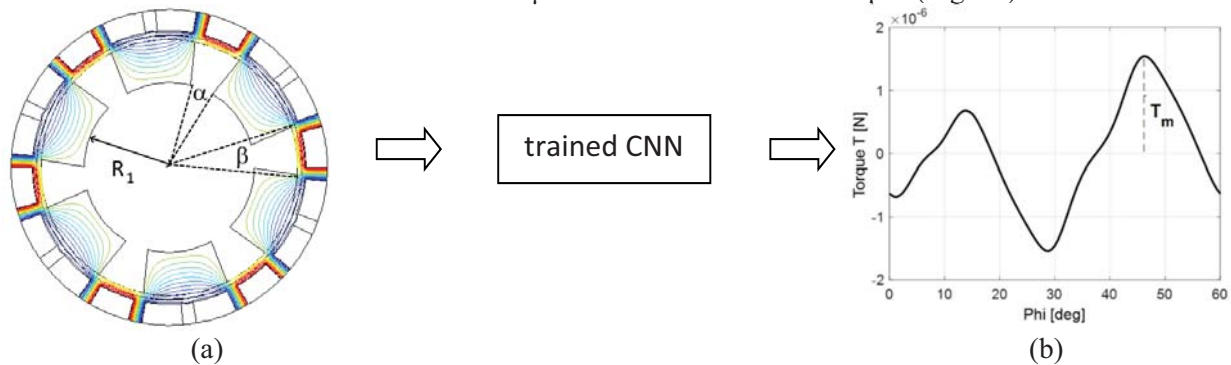 α
β
R₁
trained CNN
×10⁻⁶
2
1
0
-1
-2
Torque T [N]
Tₘ
0 10 20 30 40 50 60
Phi [deg]
(a)
(b)